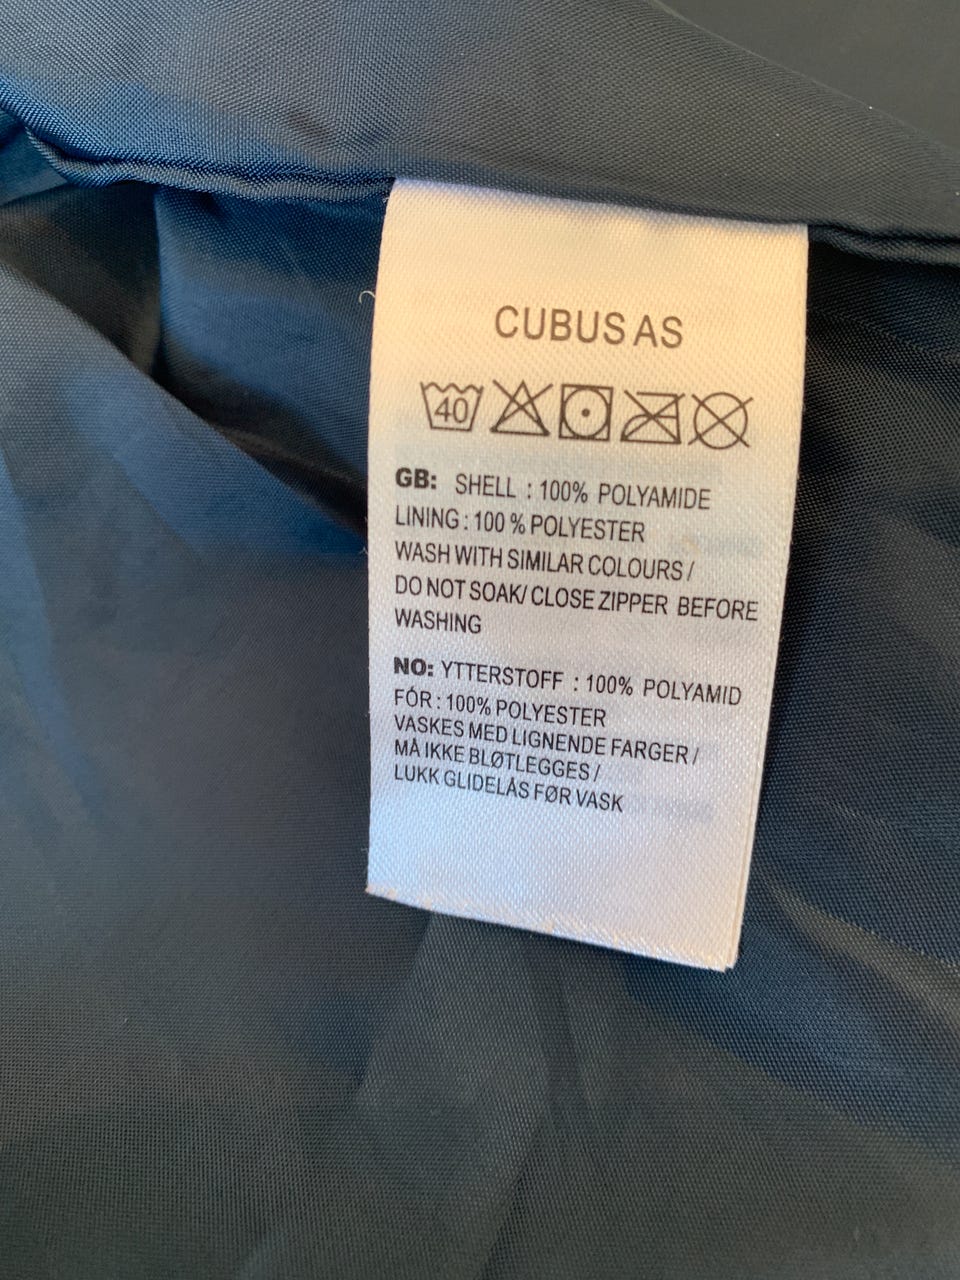 CUBUS AS
40
GB: SHELL : 100% POLYAMIDE
LINING : 100 % POLYESTER
WASH WITH SIMILAR COLOURS /
DO NOT SOAK/ CLOSE ZIPPER BEFORE
WASHING
NO: YTTERSTOFF : 100% POLYAMID
FÓR : 100% POLYESTER
VASKES MED LIGNENDE FARGER /
MÅ IKKE BLØTLEGGES /
LUKK GLIDELÅS FØR VASK